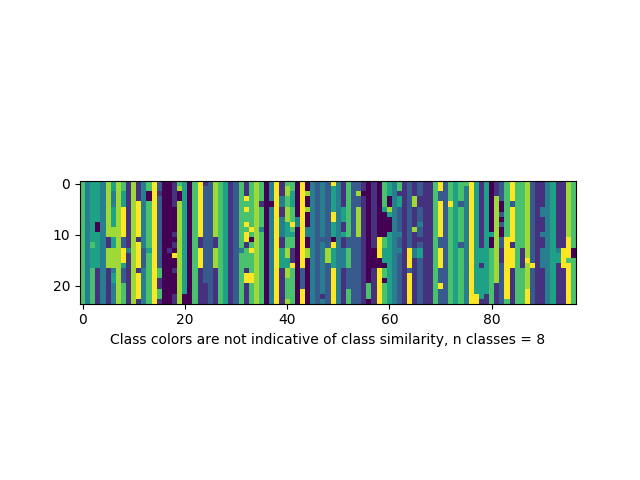 0
10
20
0 20 40 60 80
Class colors are not indicative of class similarity, n classes = 8